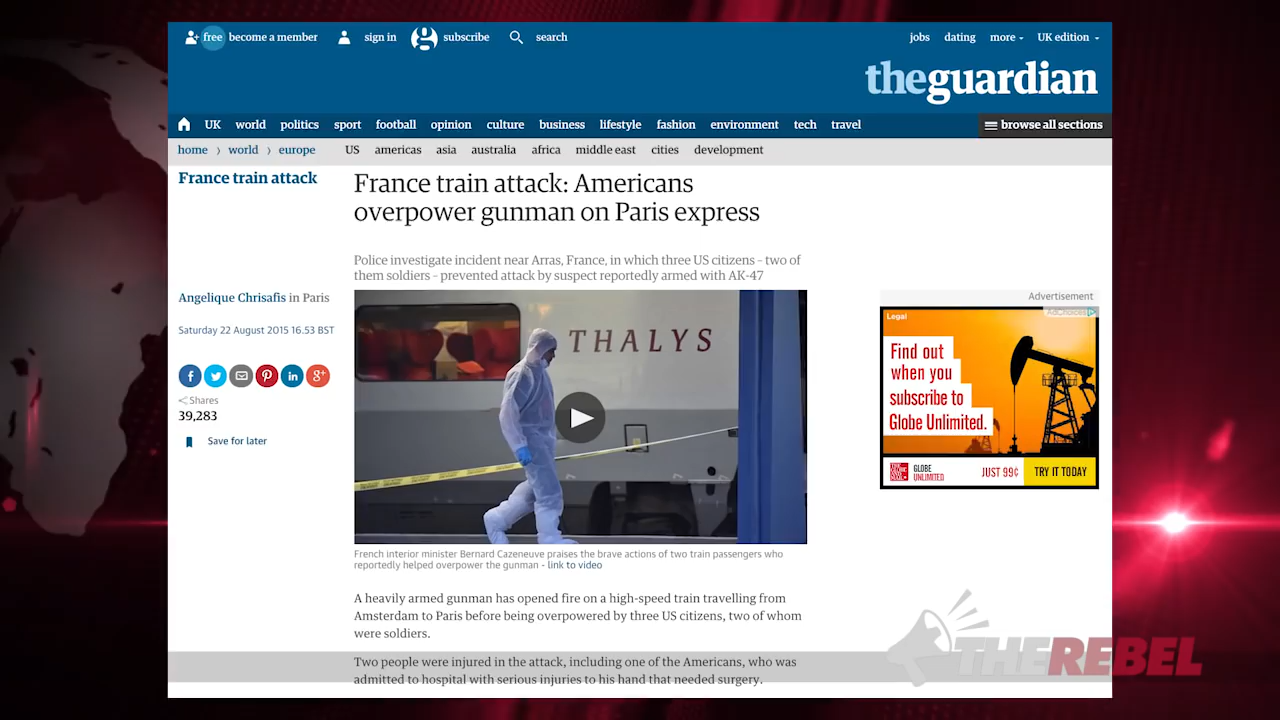 free become a member sign in subscribe search jobs dating more UK edition
theguardian
UK world politics sport football opinion culture business lifestyle fashion environment tech travel browse all sections
home world europe US americas asia australia africa middle east cities development
France train attack
France train attack: Americans
overpower gunman on Paris express
Police investigate incident near Arras, France, in which three US citizens – two of
them soldiers – prevented attack by suspect reportedly armed with AK-47
Angelique Chrisafis in Paris
Saturday 22 August 2015 16.53 BST
Shares
39,283
Save for later
THALYS
French interior minister Bernard Cazeneuve praises the brave actions of two train passengers who
reportedly helped overpower the gunman - link to video
A heavily armed gunman has opened fire on a high-speed train travelling from
Amsterdam to Paris before being overpowered by three US citizens, two of whom
were soldiers.
Two people were injured in the attack, including one of the Americans, who was
admitted to hospital with serious injuries to his hand that needed surgery.
Advertisement
AdChoices
Legal
Find out
when you
subscribe to
Globe Unlimited.
GLOBE
UNLIMITED
JUST 99¢ TRY IT TODAY
THEREBEL